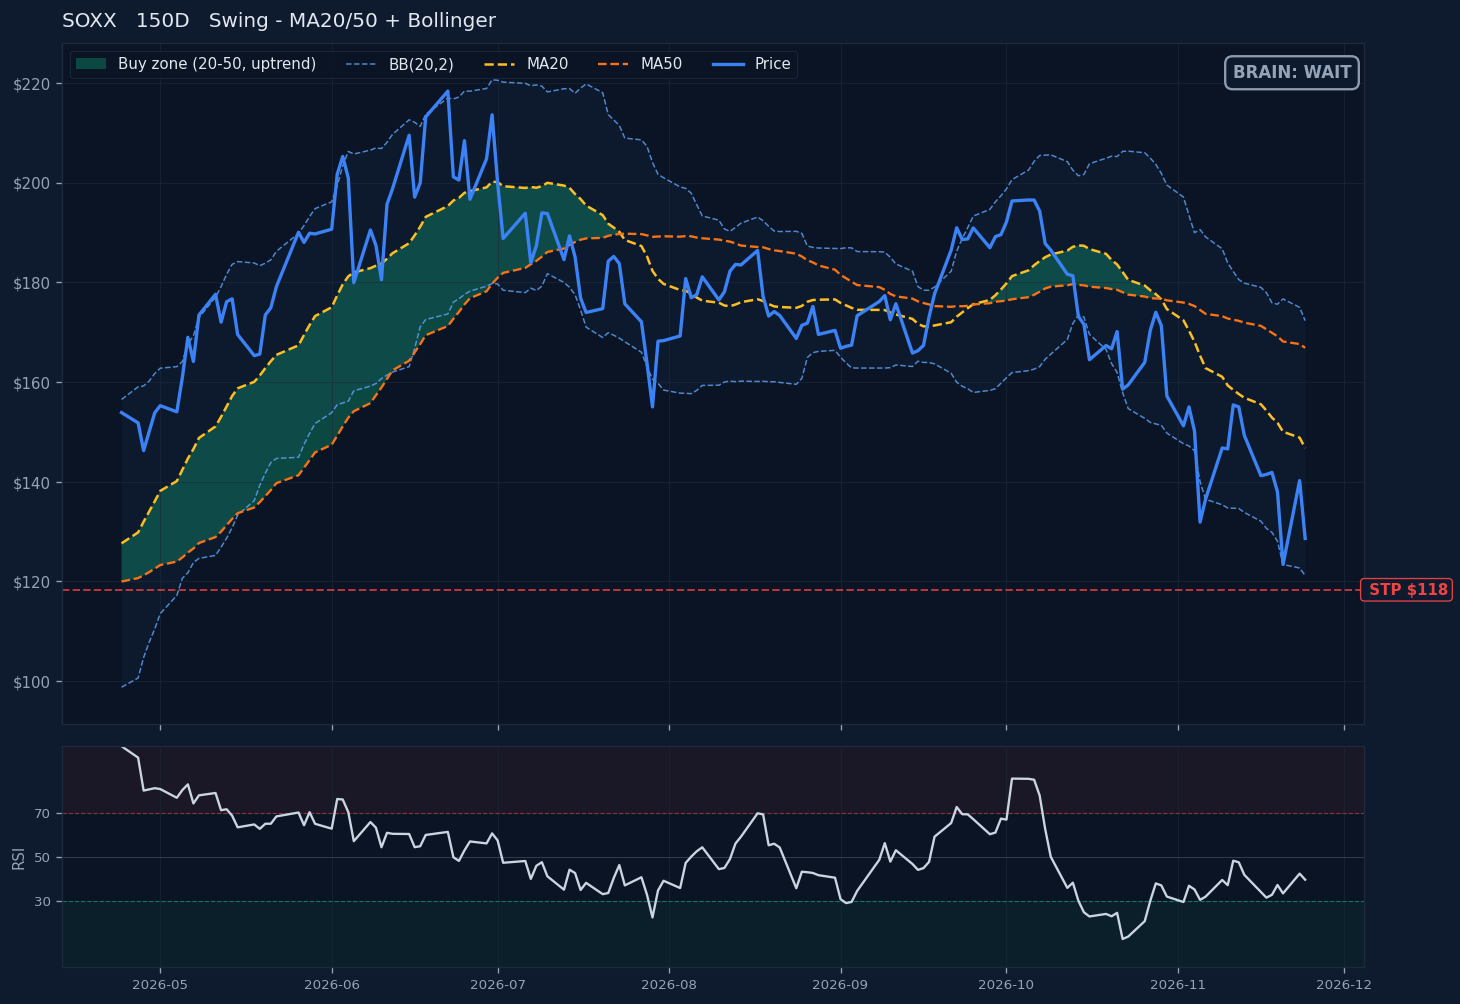 SOXX   150D   Swing - MA20/50 + Bollinger
Buy zone (20-50, uptrend)
BB(20,2)
MA20
MA50
Price
BRAIN: WAIT
$220
$200
$180
$160
$140
$120
$100
STP $118
RSI
70
50
30
2026-05
2026-06
2026-07
2026-08
2026-09
2026-10
2026-11
2026-12